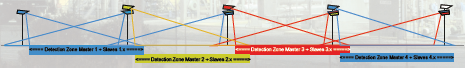 Detection Zone Master 1 + Slaves 1.x
Detection Zone Master 2 + Slaves 2.x
Detection Zone Master 3 + Slaves 3.x
Detection Zone Master 4 + Slaves 4.x